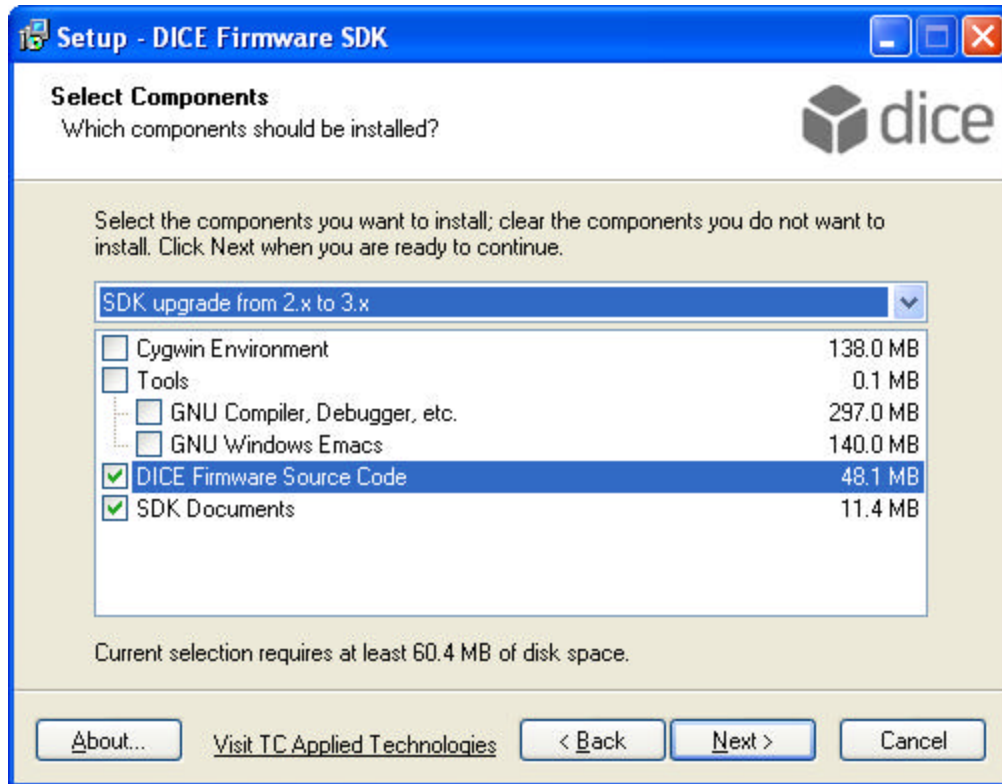 Setup - DICE Firmware SDK
Select Components
Which components should be installed?
dice
Select the components you want to install; clear the components you do not want to
install. Click Next when you are ready to continue.
SDK upgrade from 2.x to 3.x
Cygwin Environment 138.0 MB
Tools 0.1 MB
GNU Compiler, Debugger, etc. 297.0 MB
GNU Windows Emacs 140.0 MB
DICE Firmware Source Code 48.1 MB
SDK Documents 11.4 MB
Current selection requires at least 60.4 MB of disk space.
About... Visit TC Applied Technologies < Back Next > Cancel